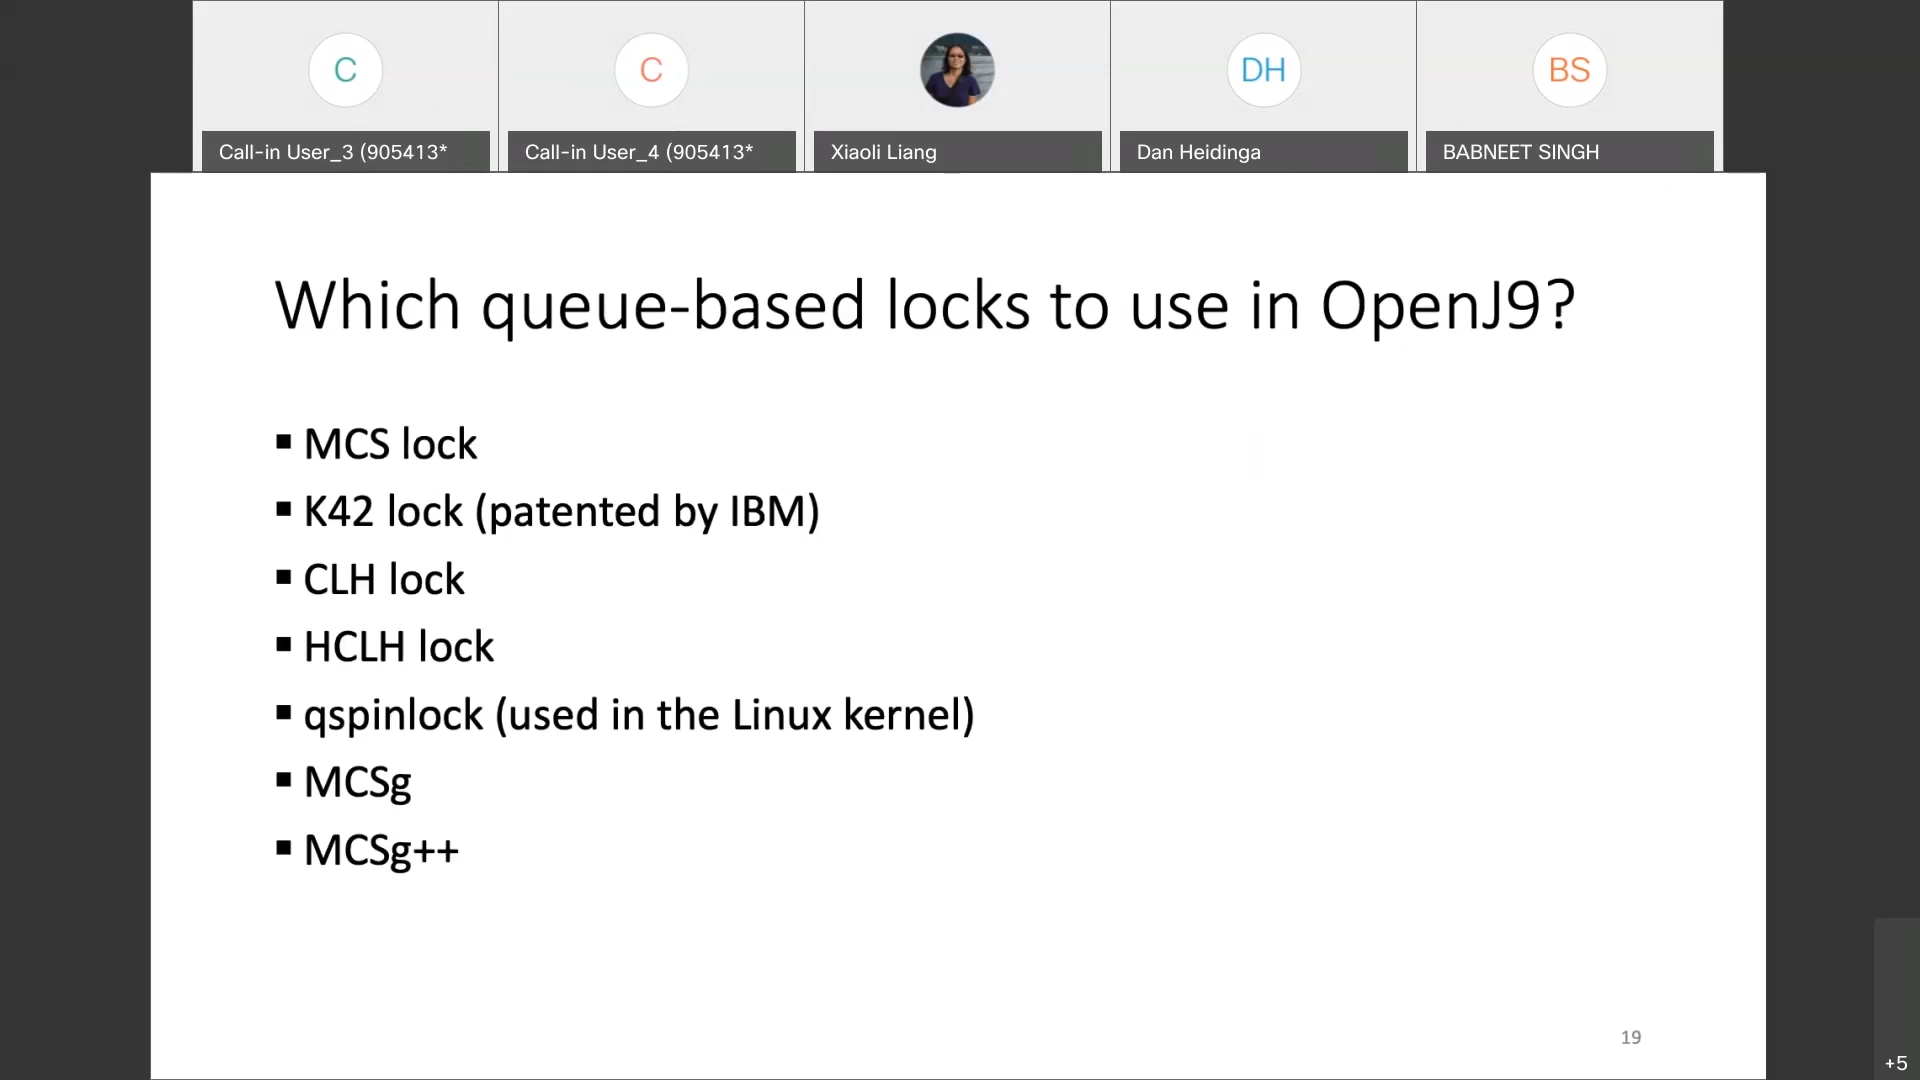 C
C
DH
BS
Call-in User_3 (905413*
Call-in User_4 (905413*
Xiaoli Liang
Dan Heidinga
BABNEET SINGH
Which queue-based locks to use in OpenJ9?
▪ MCS lock
▪ K42 lock (patented by IBM)
▪ CLH lock
▪ HCLH lock
▪ qspinlock (used in the Linux kernel)
▪ MCSg
▪ MCSg++
19
+5